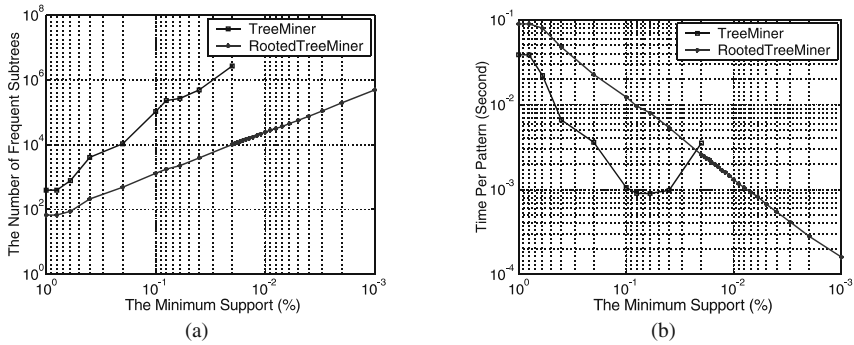 10^8
10^6
10^4
10^2
10^0
The Number of Frequent Subtrees
TreeMiner
RootedTreeMiner
10^0
10^-1
10^-2
10^-3
The Minimum Support (%)
(a)
10^-1
10^-2
10^-3
10^-4
Time Per Pattern (Second)
TreeMiner
RootedTreeMiner
10^0
10^-1
10^-2
10^-3
The Minimum Support (%)
(b)